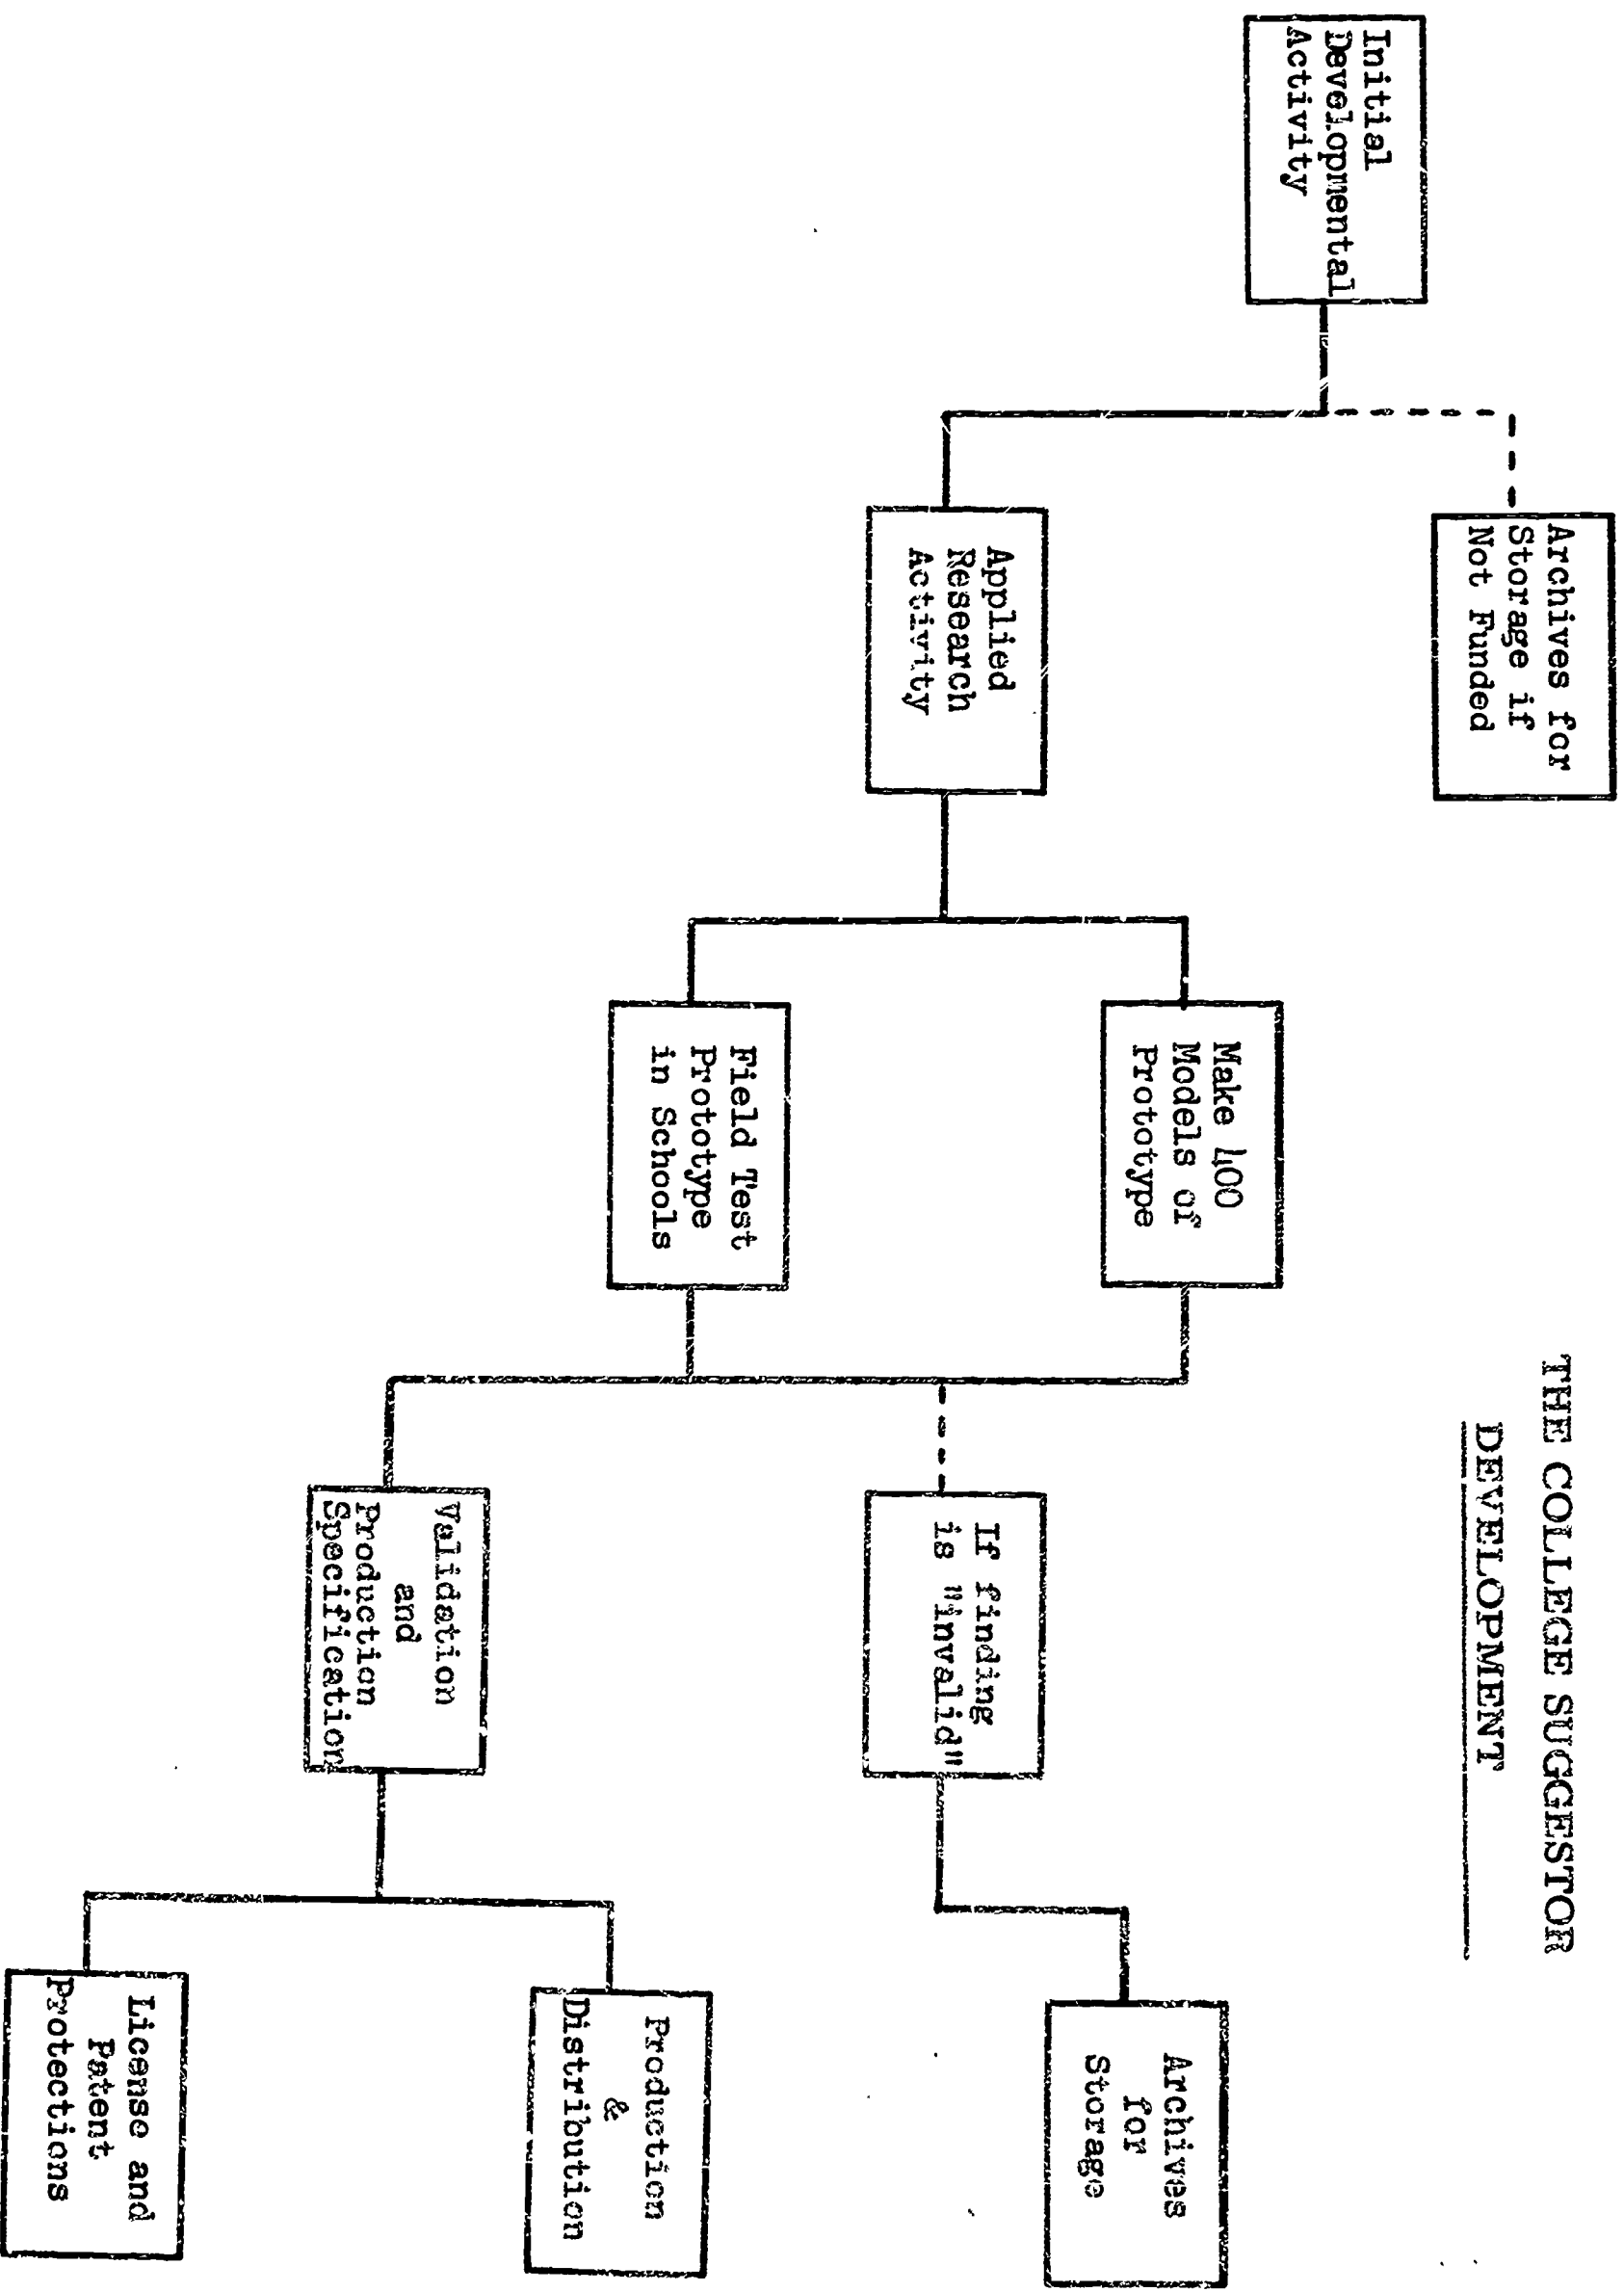 THE COLLEGE SUGGESTOR
DEVELOPMENT
Initial
Developmental
Activity
Archives for
Storage if
Not Funded
Applied
Research
Activity
Make 400
Models of
Prototype
Field Test
Prototype
in Schools
If finding
is "invalid"
Validation
and
Production
Specification
Archives
for
Storage
Production
&
Distribution
License and
Patent
Protections